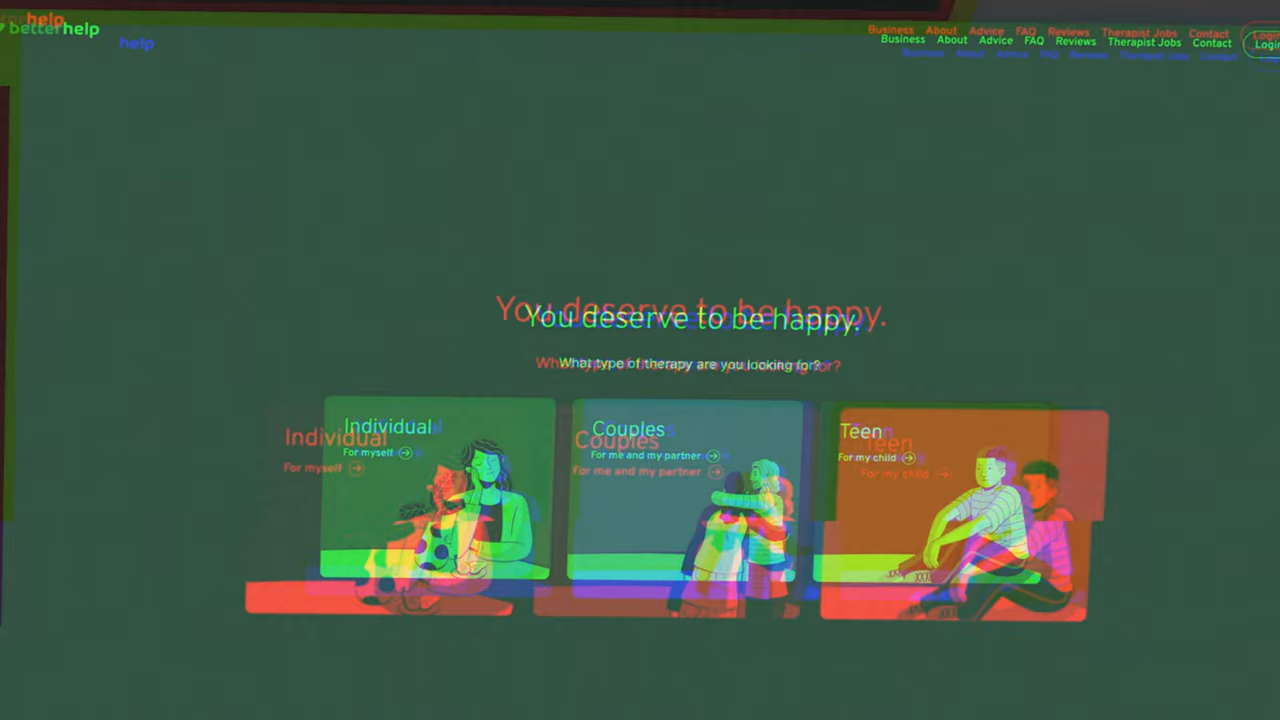 betterhelp
Business About Advice FAQ Reviews Therapist Jobs Contact Login
You deserve to be happy.
What type of therapy are you looking for?
Individual
For myself
Couples
For me and my partner
Teen
For my child